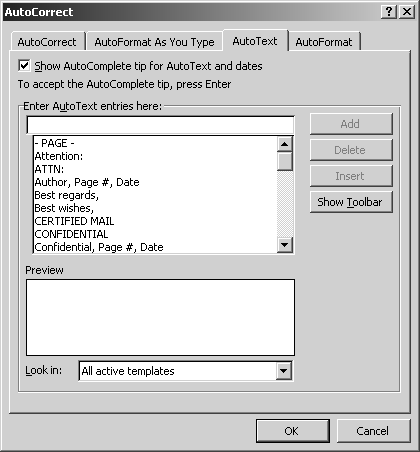 AutoCorrect
AutoCorrect AutoFormat As You Type AutoText AutoFormat
Show AutoComplete tip for AutoText and dates
To accept the AutoComplete tip, press Enter
Enter AutoText entries here:
Add
- PAGE -
Attention:
Delete
ATTN:
Author, Page #, Date
Insert
Best regards,
Best wishes,
Show Toolbar
CERTIFIED MAIL
CONFIDENTIAL
Confidential, Page #, Date
Preview
Look in: All active templates
OK Cancel